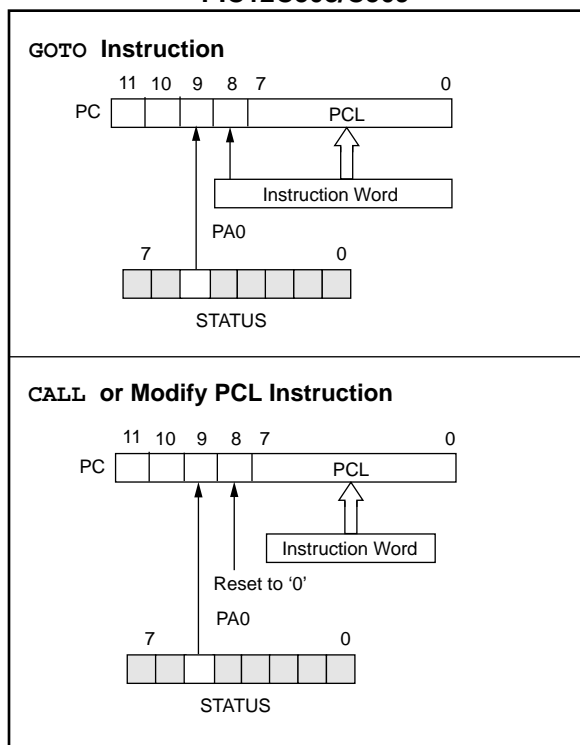 GOTO Instruction
11 10 9 8 7 0
PC PCL
Instruction Word
PA0
7 0
STATUS
CALL or Modify PCL Instruction
11 10 9 8 7 0
PC PCL
Instruction Word
Reset to ‘0’
PA0
7 0
STATUS